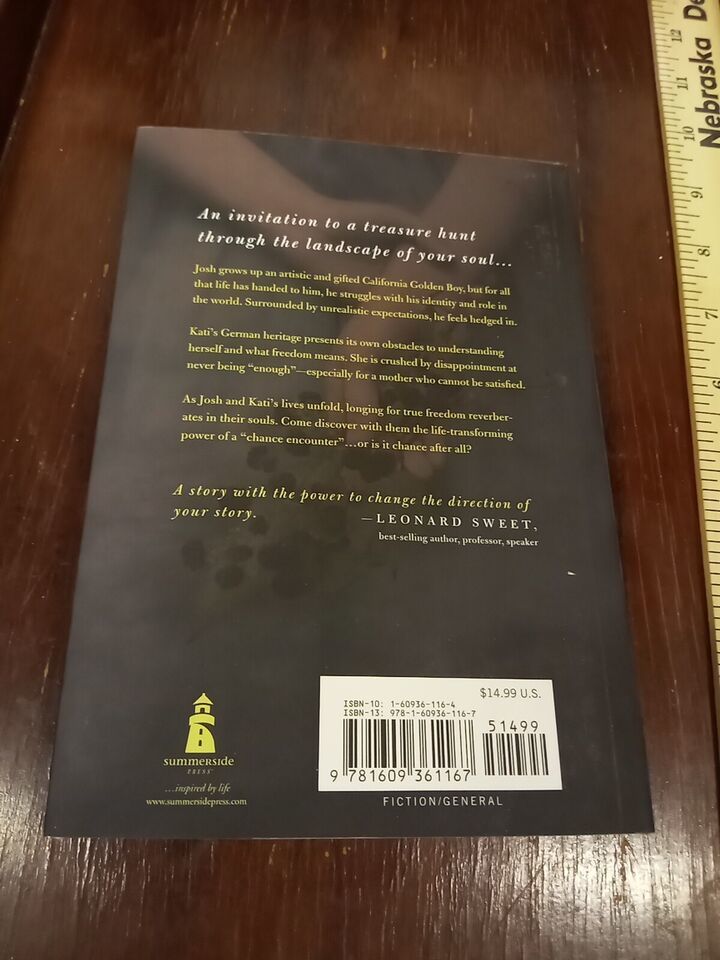 An invitation to a treasure hunt
through the landscape of your soul...
Josh grows up an artistic and gifted California Golden Boy, but for all
that life has handed to him, he struggles with his identity and role in
the world. Surrounded by unrealistic expectations, he feels hedged in.
Kati's German heritage presents its own obstacles to understanding
herself and what freedom means. She is crushed by disappointment at
never being "enough"—especially for a mother who cannot be satisfied.
As Josh and Kati's lives unfold, longing for true freedom reverber-
ates in their souls. Come discover with them the life-transforming
power of a "chance encounter"...or is it chance after all?
A story with the power to change the direction of
your story.
—LEONARD SWEET,
best-selling author, professor, speaker
$14.99 U.S.
ISBN-10: 1-60936-116-4
ISBN-13: 978-1-60936-116-7
51499
9 781609 361167
FICTION/GENERAL
summerside
PRESS
...inspired by life
www.summersidepress.com
12
11
10
9
8
7
6
Nebraska De